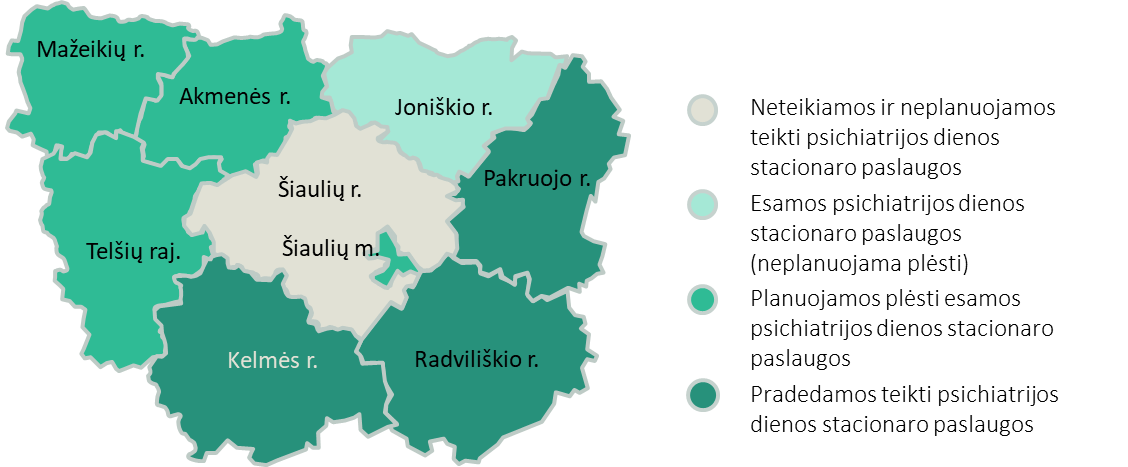 Mažeikių r.
Akmenės r.
Joniškio r.
Pakruojo r.
Šiaulių r.
Šiaulių m.
Telšių raj.
Kelmės r.
Radviliškio r.
Neteikiamos ir neplanuojamos
teikti psichiatrijos dienos
stacionaro paslaugos
Esamos psichiatrijos dienos
stacionaro paslaugos
(neplanuojama plėsti)
Planuojamos plėsti esamos
psichiatrijos dienos stacionaro
paslaugos
Pradedamos teikti psichiatrijos
dienos stacionaro paslaugos